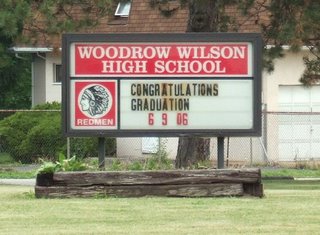 WOODROW WILSON
HIGH SCHOOL
CONGRATULATIONS
GRADUATION
6 9 06
REDMEN